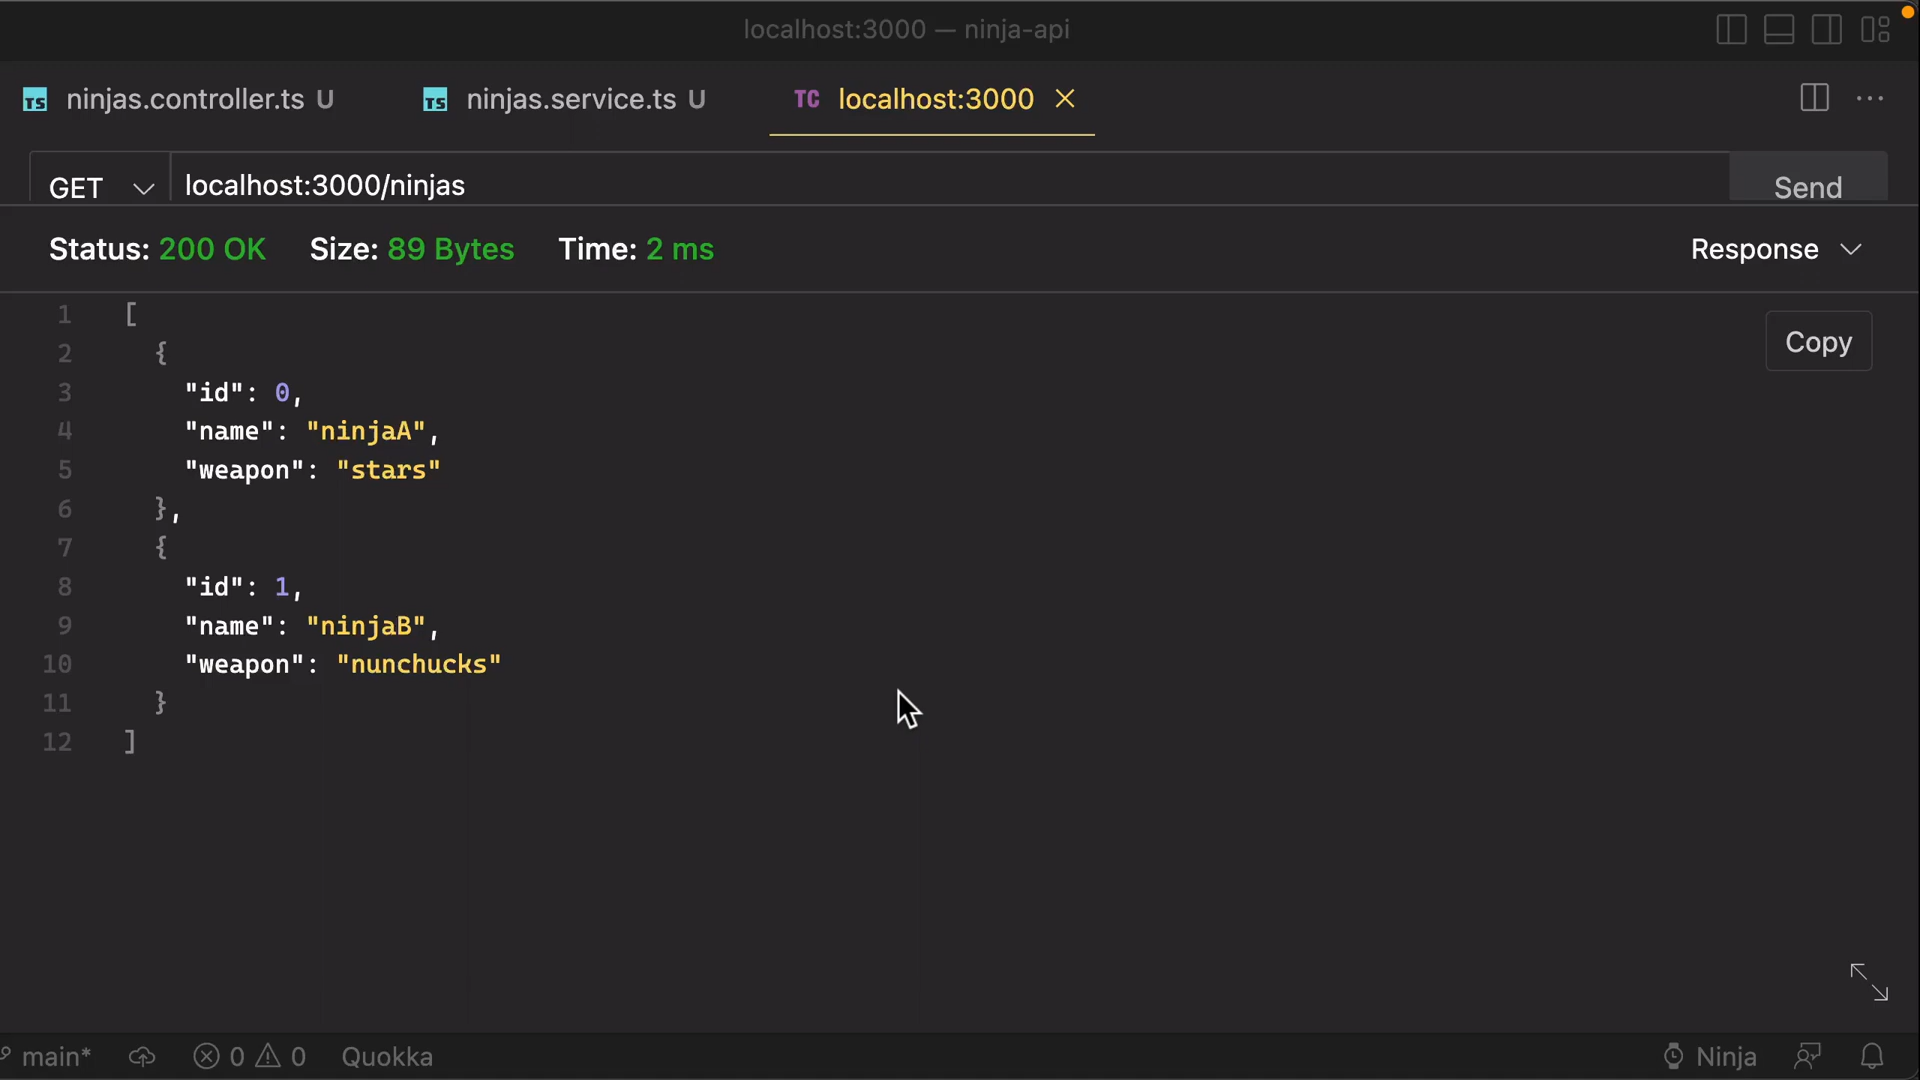 localhost:3000 — ninja-api
TS ninjas.controller.ts U TS ninjas.service.ts U TC localhost:3000
GET localhost:3000/ninjas Send
Status: 200 OK Size: 89 Bytes Time: 2 ms Response
Copy
1 [
2 {
3 "id": 0,
4 "name": "ninjaA",
5 "weapon": "stars"
6 },
7 {
8 "id": 1,
9 "name": "ninjaB",
10 "weapon": "nunchucks"
11 }
12 ]
main* 0 0 Quokka Ninja